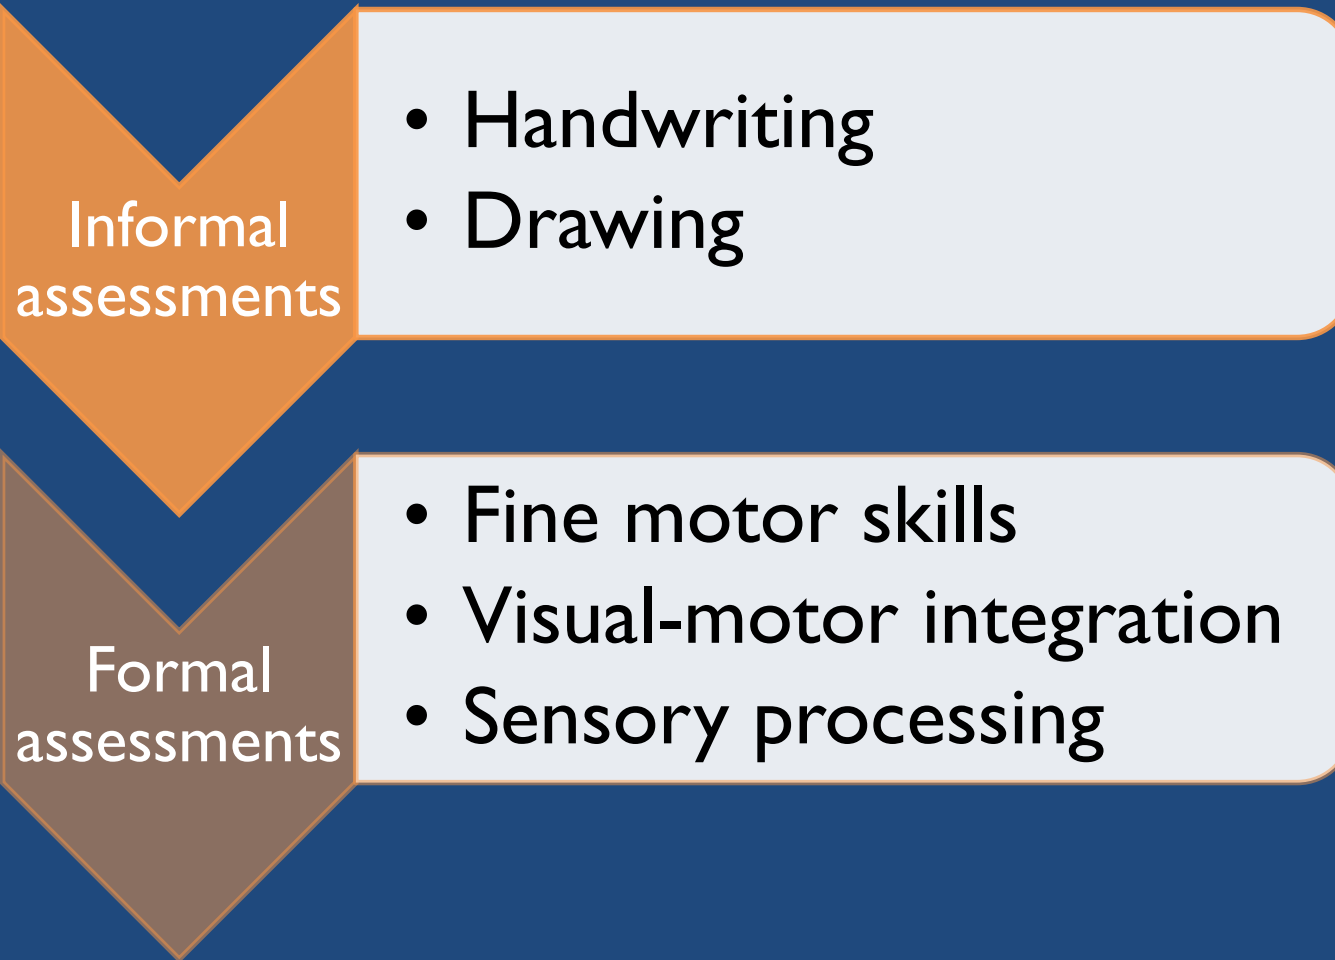 Informal
assessments
• Handwriting
• Drawing
Formal
assessments
• Fine motor skills
• Visual-motor integration
• Sensory processing